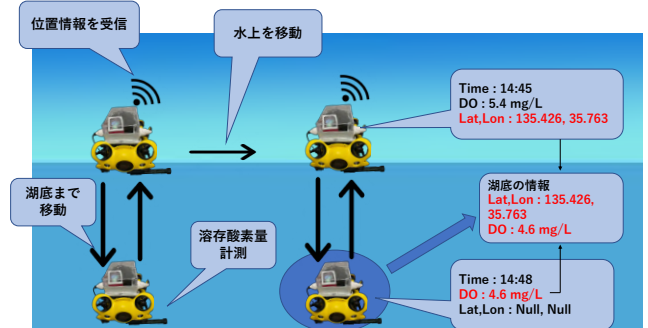 位置情報を受信
水上を移動
Time : 14:45
DO : 5.4 mg/L
Lat,Lon : 135.426, 35.763
湖底まで
移動
溶存酸素量
計測
湖底の情報
Lat,Lon : 135.426,
35.763
DO : 4.6 mg/L
Time : 14:48
DO : 4.6 mg/L
Lat,Lon : Null, Null